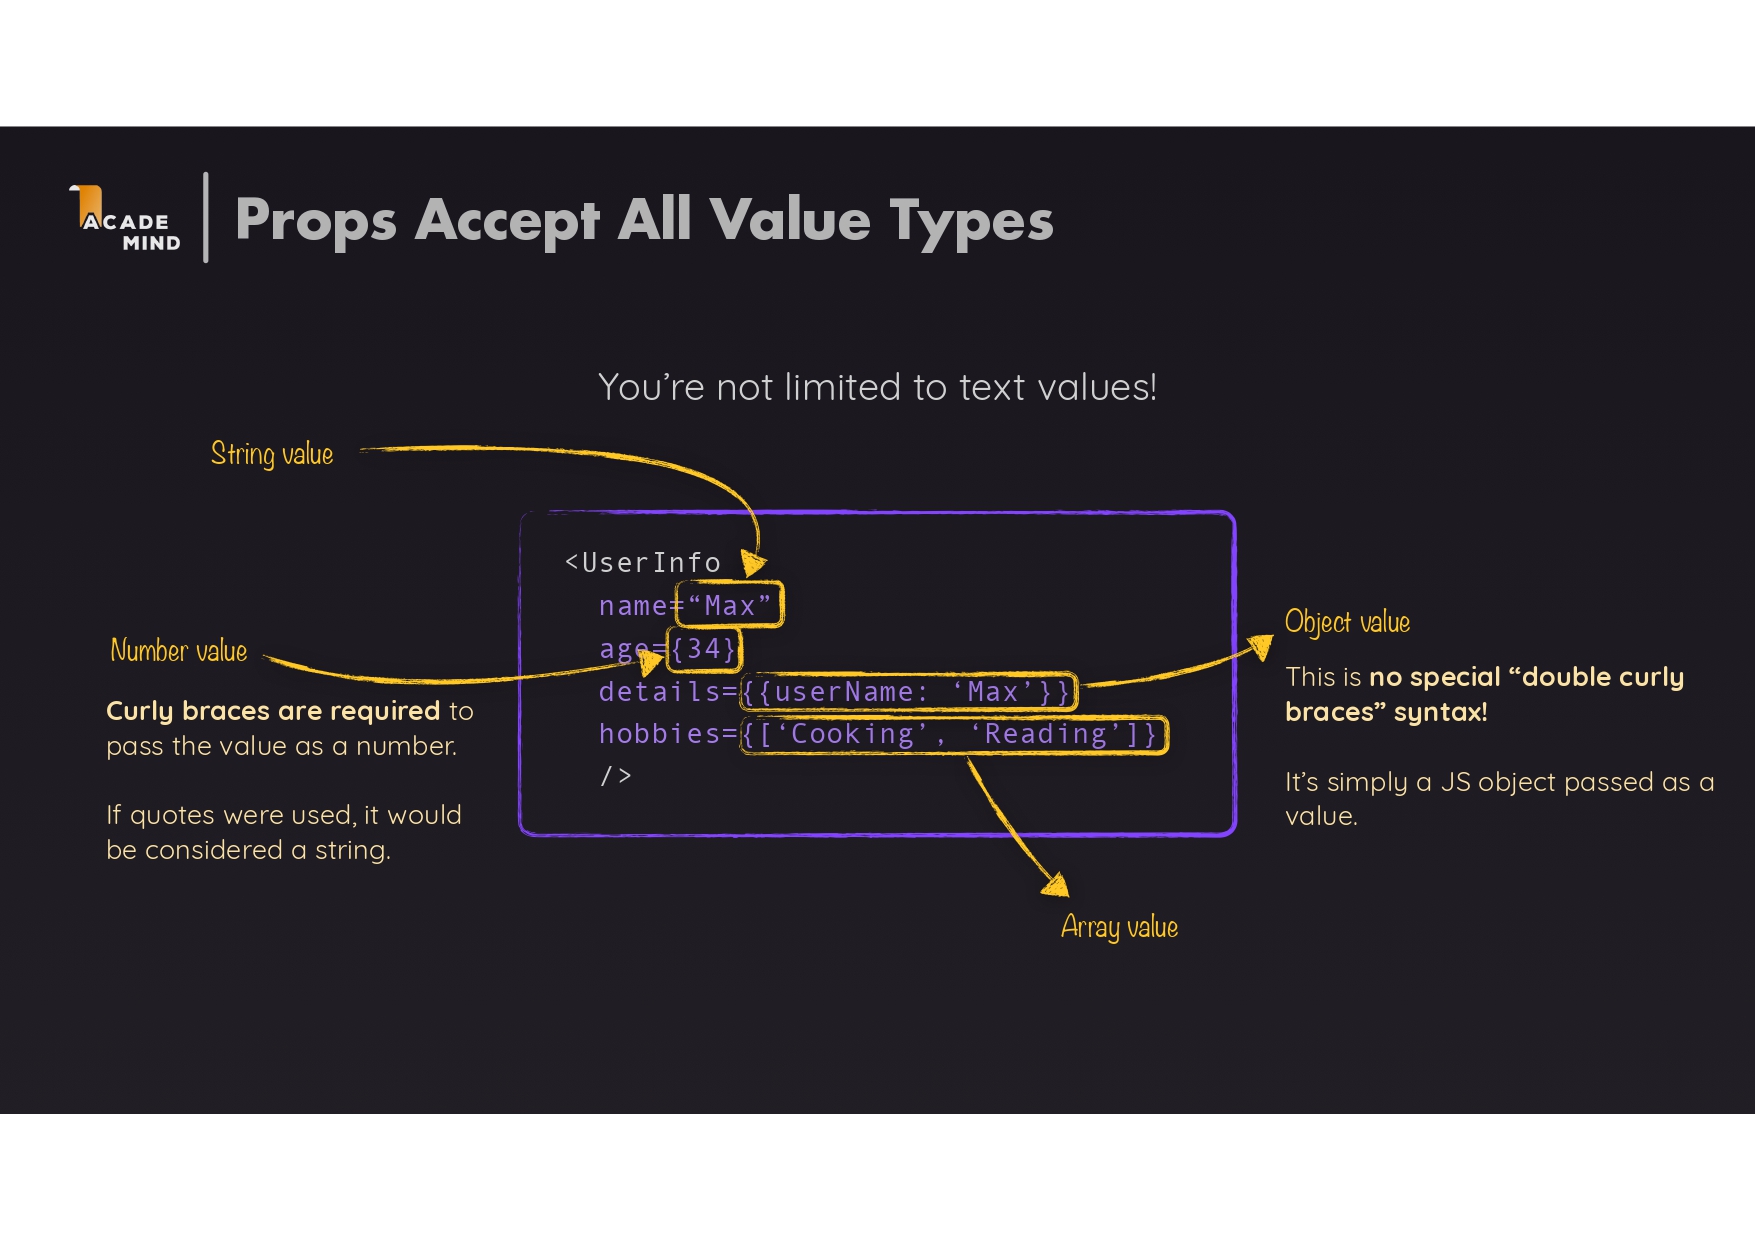 ACADE
MIND
Props Accept All Value Types
You’re not limited to text values!
String value
<UserInfo
name=“Max”
age={34}
details={{userName: ‘Max’}}
hobbies={[‘Cooking’, ‘Reading’]}
/>
Number value
Curly braces are required to
pass the value as a number.
If quotes were used, it would
be considered a string.
Object value
This is no special “double curly
braces” syntax!
It’s simply a JS object passed as a
value.
Array value